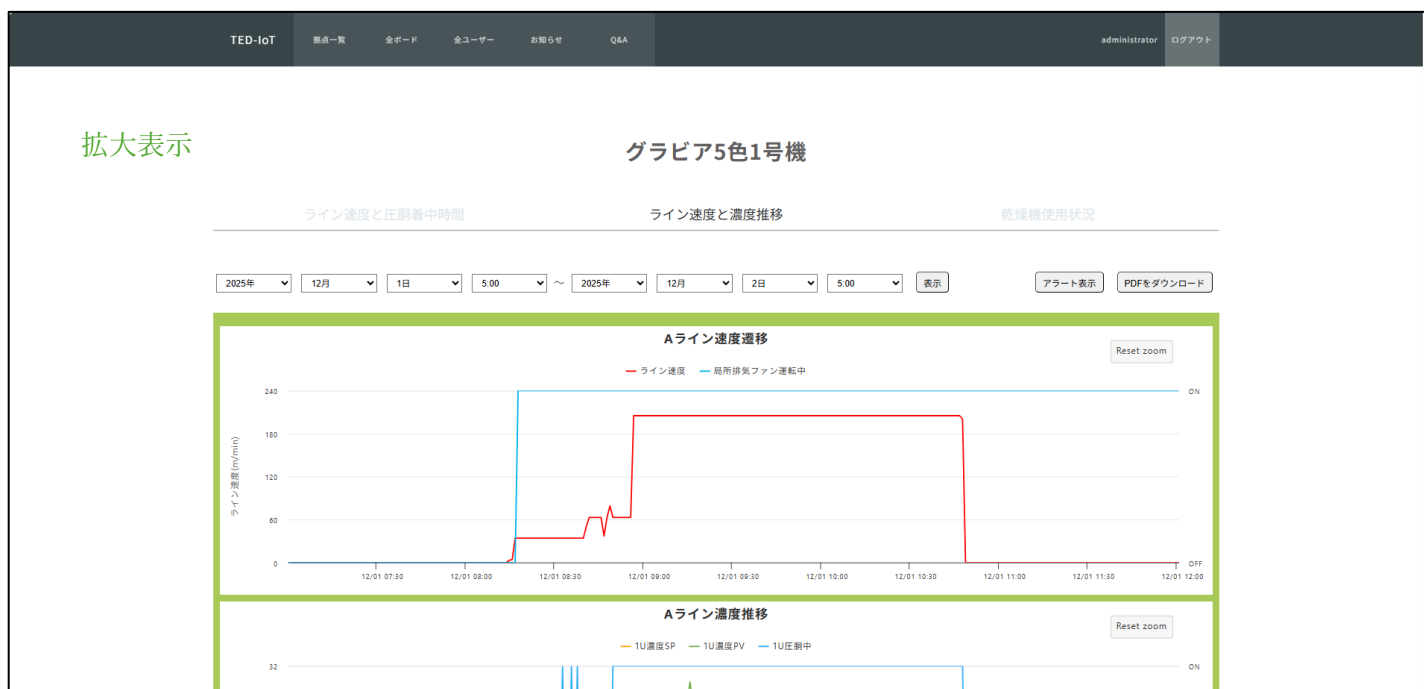 TED-IoT 拠点一覧 全ボード 全ユーザー お知らせ Q&A administrator ログアウト
拡大表示
グラビア5色1号機
ライン速度と圧胴着中時間 ライン速度と濃度推移 乾燥機使用状況
2025年 12月 1日 5:00 ～ 2025年 12月 2日 5:00 表示 アラート表示 PDFをダウンロード
Aライン速度遷移
Reset zoom
ライン速度 局所排気ファン運転中
240 ON
180
120
60
0 OFF
ライン速度(m/min)
12/01 07:30 12/01 08:00 12/01 08:30 12/01 09:00 12/01 09:30 12/01 10:00 12/01 10:30 12/01 11:00 12/01 11:30 12/01 12:00
Aライン濃度推移
Reset zoom
1U濃度SP 1U濃度PV 1U圧胴中
32 ON